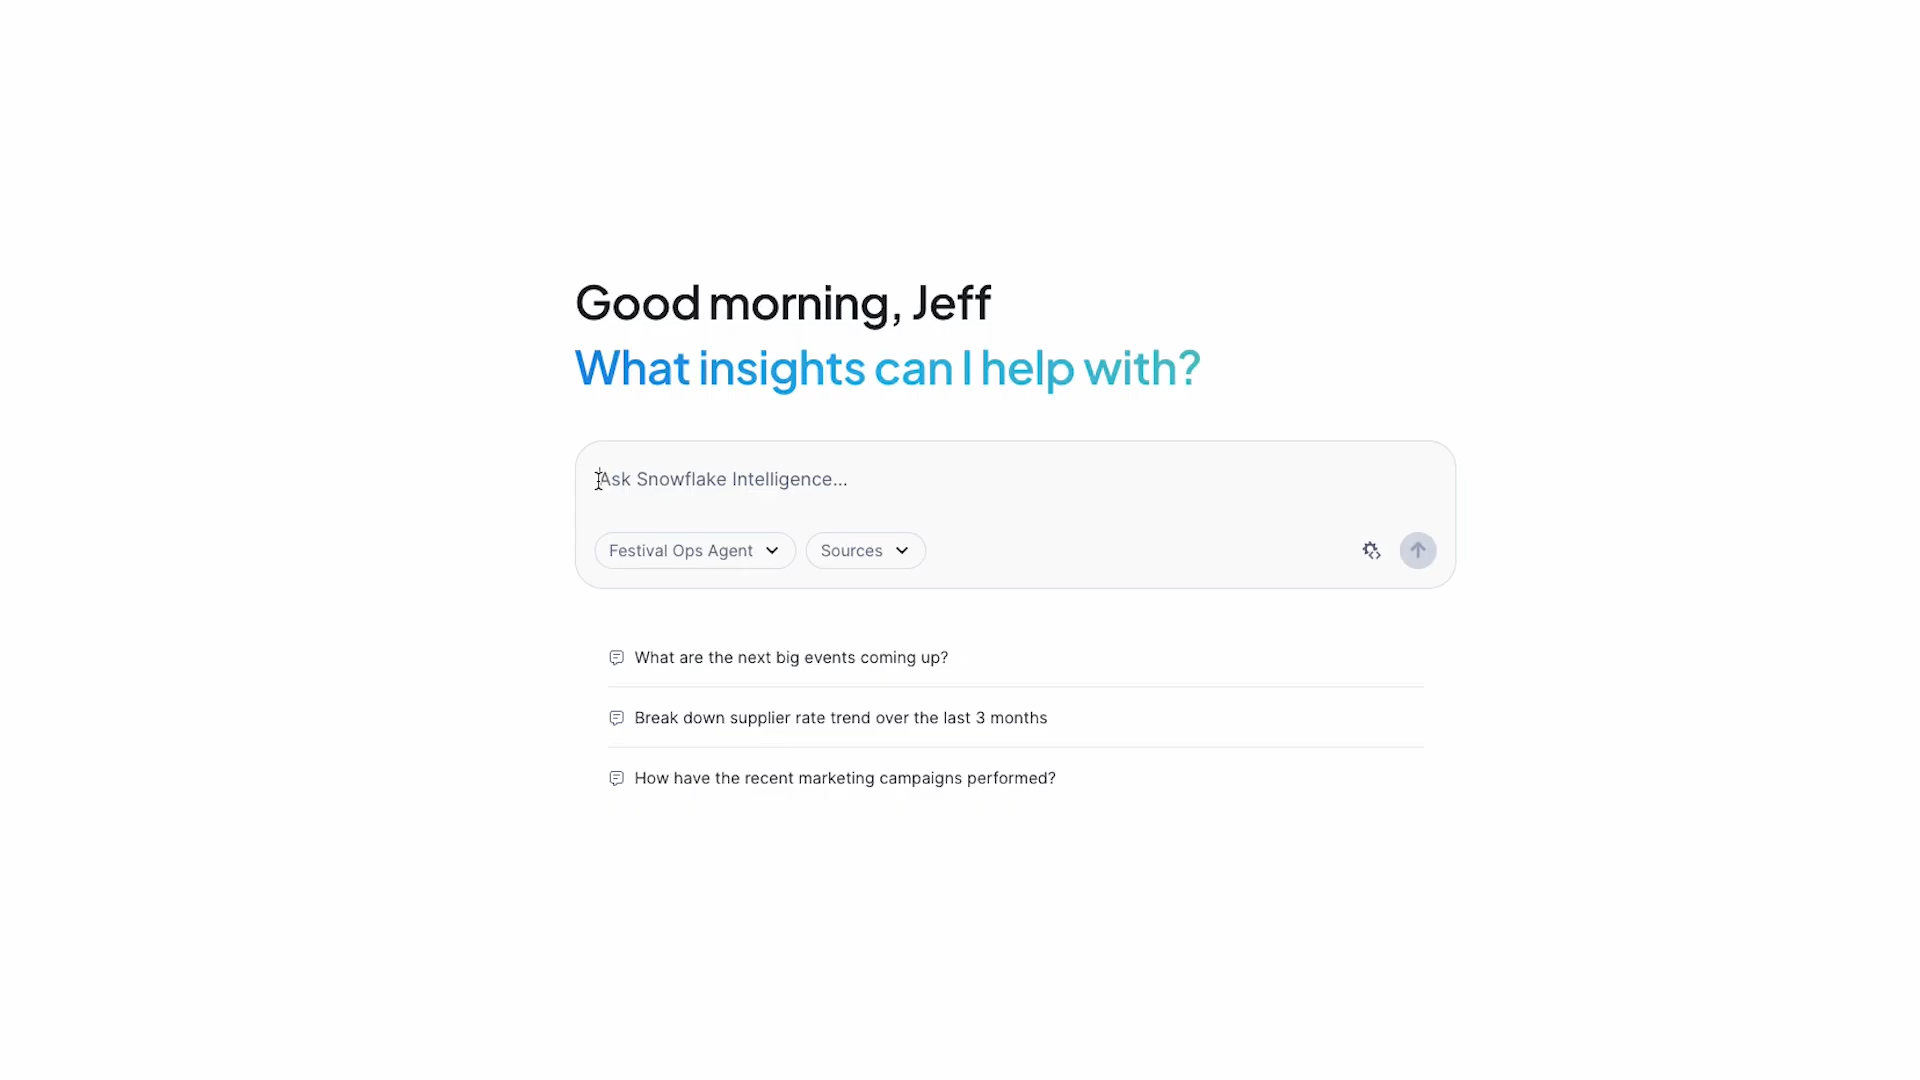 Good morning, Jeff
What insights can I help with?
Ask Snowflake Intelligence...
Festival Ops Agent
Sources
What are the next big events coming up?
Break down supplier rate trend over the last 3 months
How have the recent marketing campaigns performed?